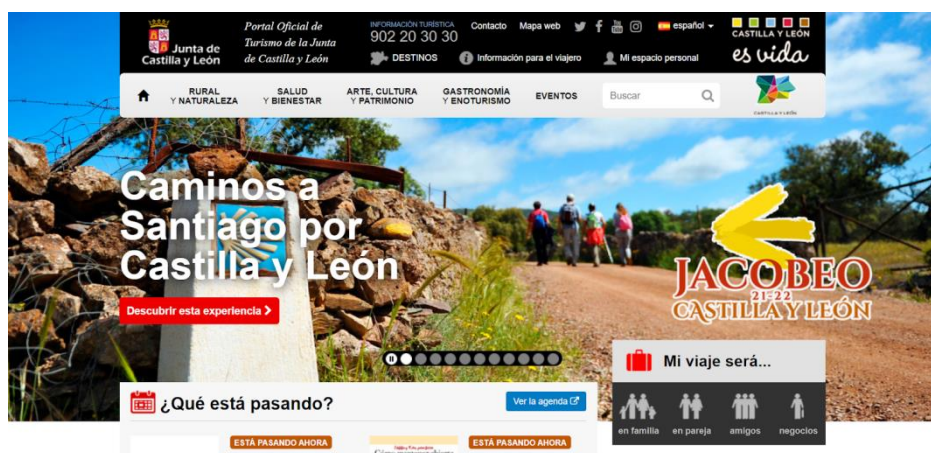 Junta de
Castilla y León
Portal Oficial de
Turismo de la Junta
de Castilla y León
INFORMACIÓN TURÍSTICA
902 20 30 30
Contacto
Mapa web
You
español
DESTINOS
Información para el viajero
Mi espacio personal
CASTILLA Y LEÓN
es vida
RURAL
Y NATURALEZA
SALUD
Y BIENESTAR
ARTE, CULTURA
Y PATRIMONIO
GASTRONOMÍA
Y ENOTURISMO
EVENTOS
Buscar
CASTILLA Y LEÓN
Caminos a
Santiago por
Castilla y León
Descubrir esta experiencia
JACOBEO
21-22
CASTILLA Y LEÓN
Mi viaje será...
en familia
en pareja
amigos
negocios
¿Qué está pasando?
Ver la agenda
ESTÁ PASANDO AHORA
ESTÁ PASANDO AHORA